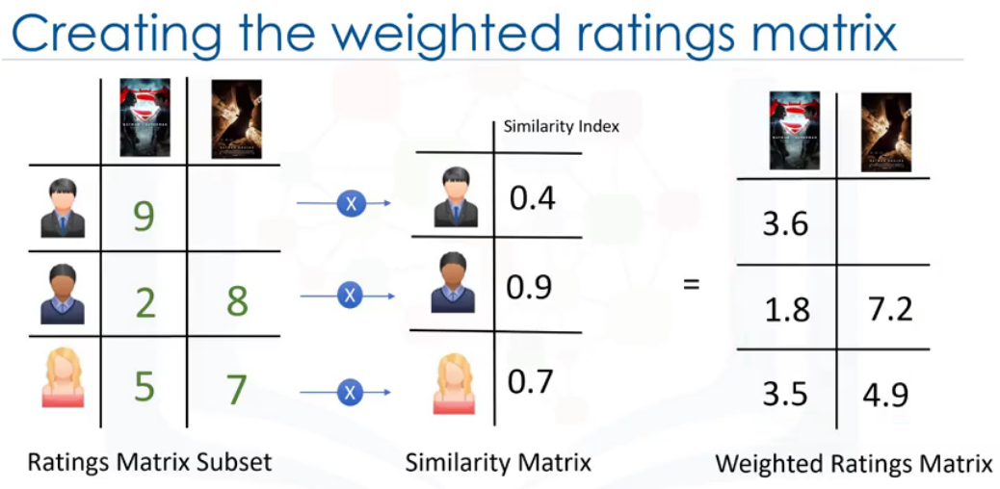 Creating the weighted ratings matrix
Similarity Index
9 X 0.4 3.6
=
2 8 X 0.9 1.8 7.2
5 7 X 0.7 3.5 4.9
Ratings Matrix Subset Similarity Matrix Weighted Ratings Matrix